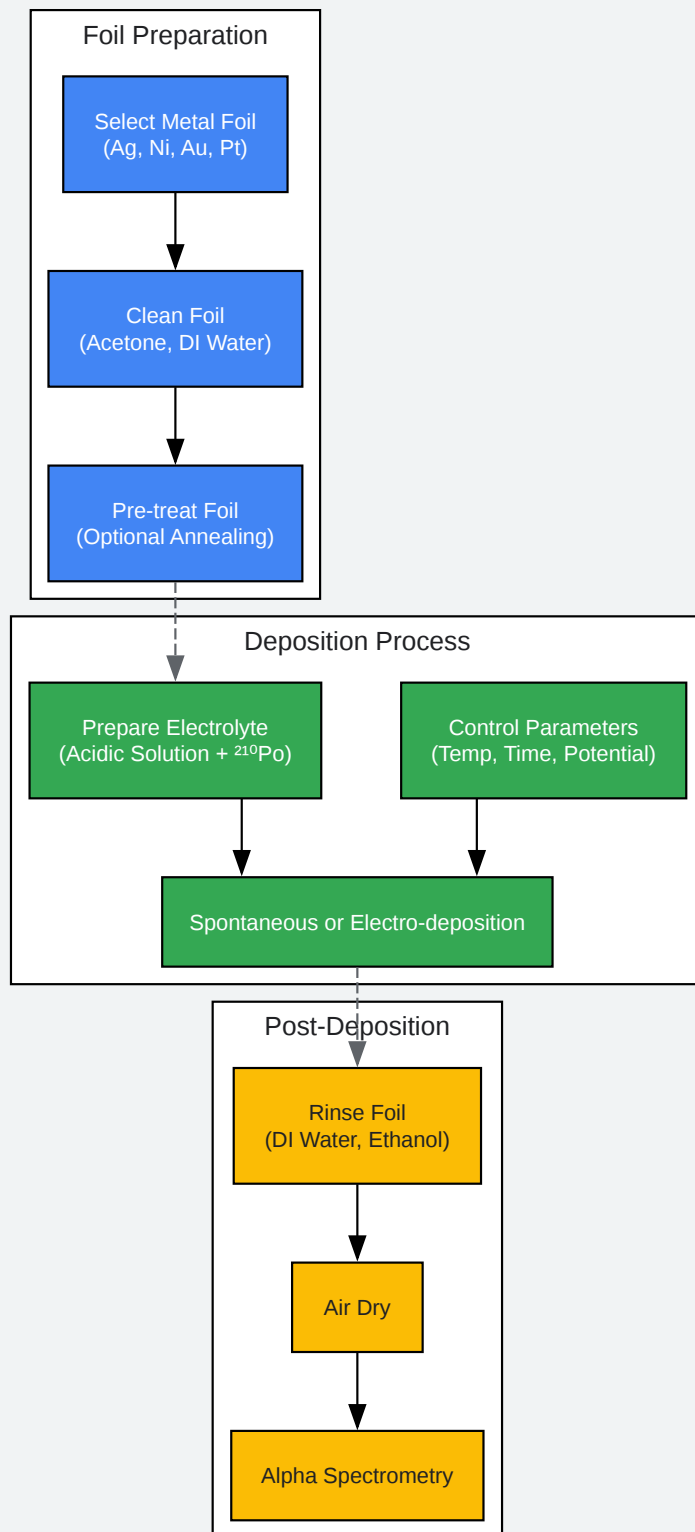 Foil Preparation
Select Metal Foil
(Ag, Ni, Au, Pt)
Clean Foil
(Acetone, DI Water)
Pre-treat Foil
(Optional Annealing)
Deposition Process
Prepare Electrolyte
(Acidic Solution + ²¹⁰Po)
Control Parameters
(Temp, Time, Potential)
Spontaneous or Electro-deposition
Post-Deposition
Rinse Foil
(DI Water, Ethanol)
Air Dry
Alpha Spectrometry